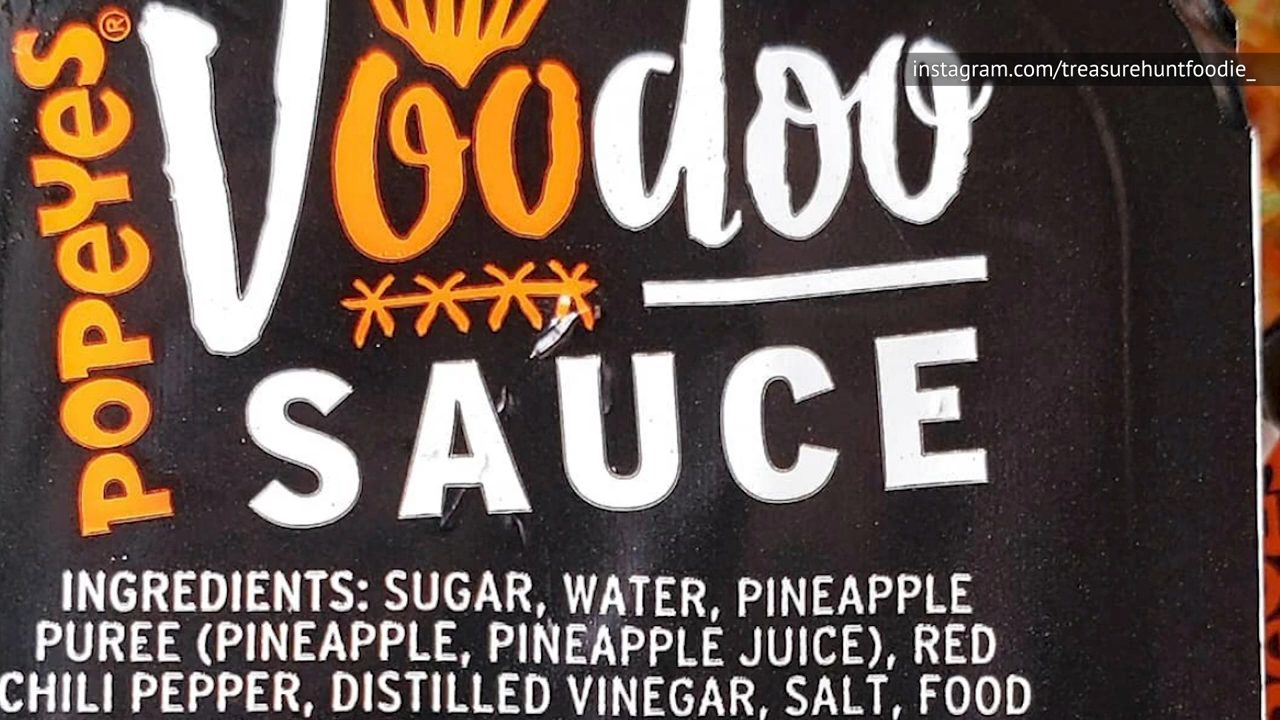 POPEYES®
Voodoo
SAUCE
instagram.com/treasurehuntfoodie_
INGREDIENTS: SUGAR, WATER, PINEAPPLE
PUREE (PINEAPPLE, PINEAPPLE JUICE), RED
CHILI PEPPER, DISTILLED VINEGAR, SALT, FOOD